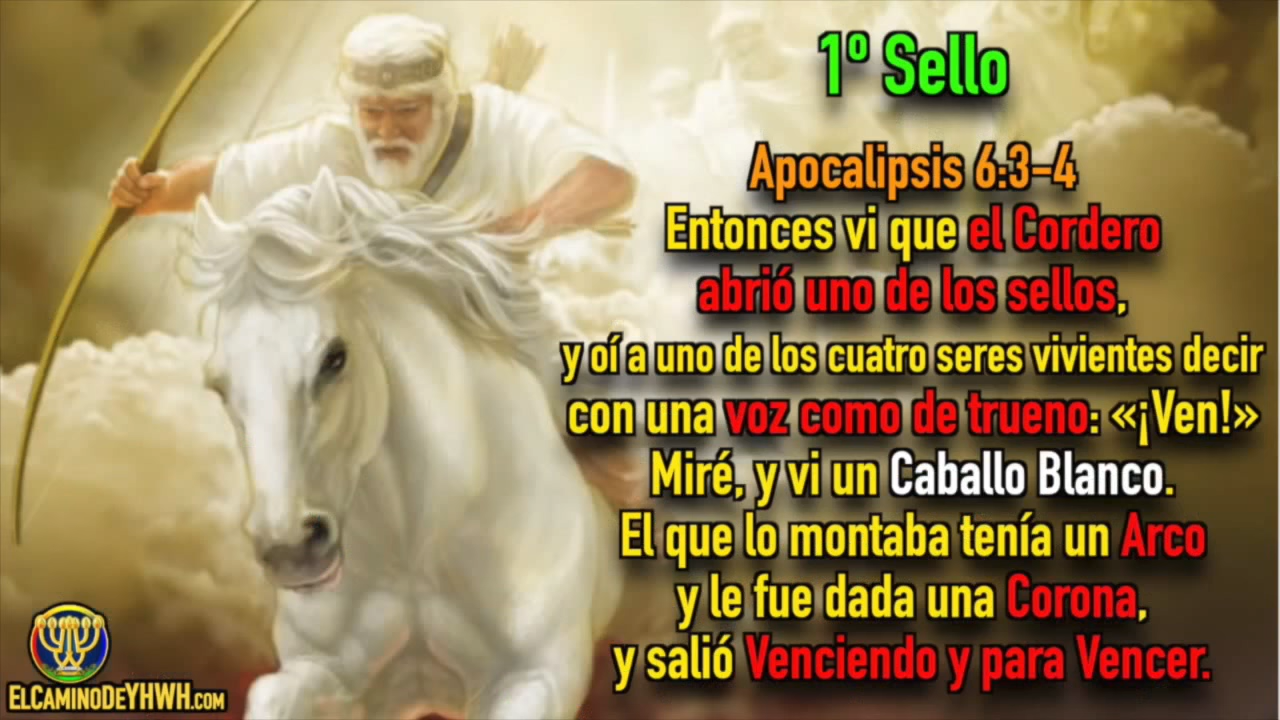 1º Sello
Apocalipsis 6:3-4
Entonces vi que el Cordero
abrió uno de los sellos,
y oí a uno de los cuatro seres vivientes decir
con una voz como de trueno: «¡Ven!»
Miré, y vi un Caballo Blanco.
El que lo montaba tenía un Arco
y le fue dada una Corona,
y salió Venciendo y para Vencer.
ELCAMINODEYHWH.com